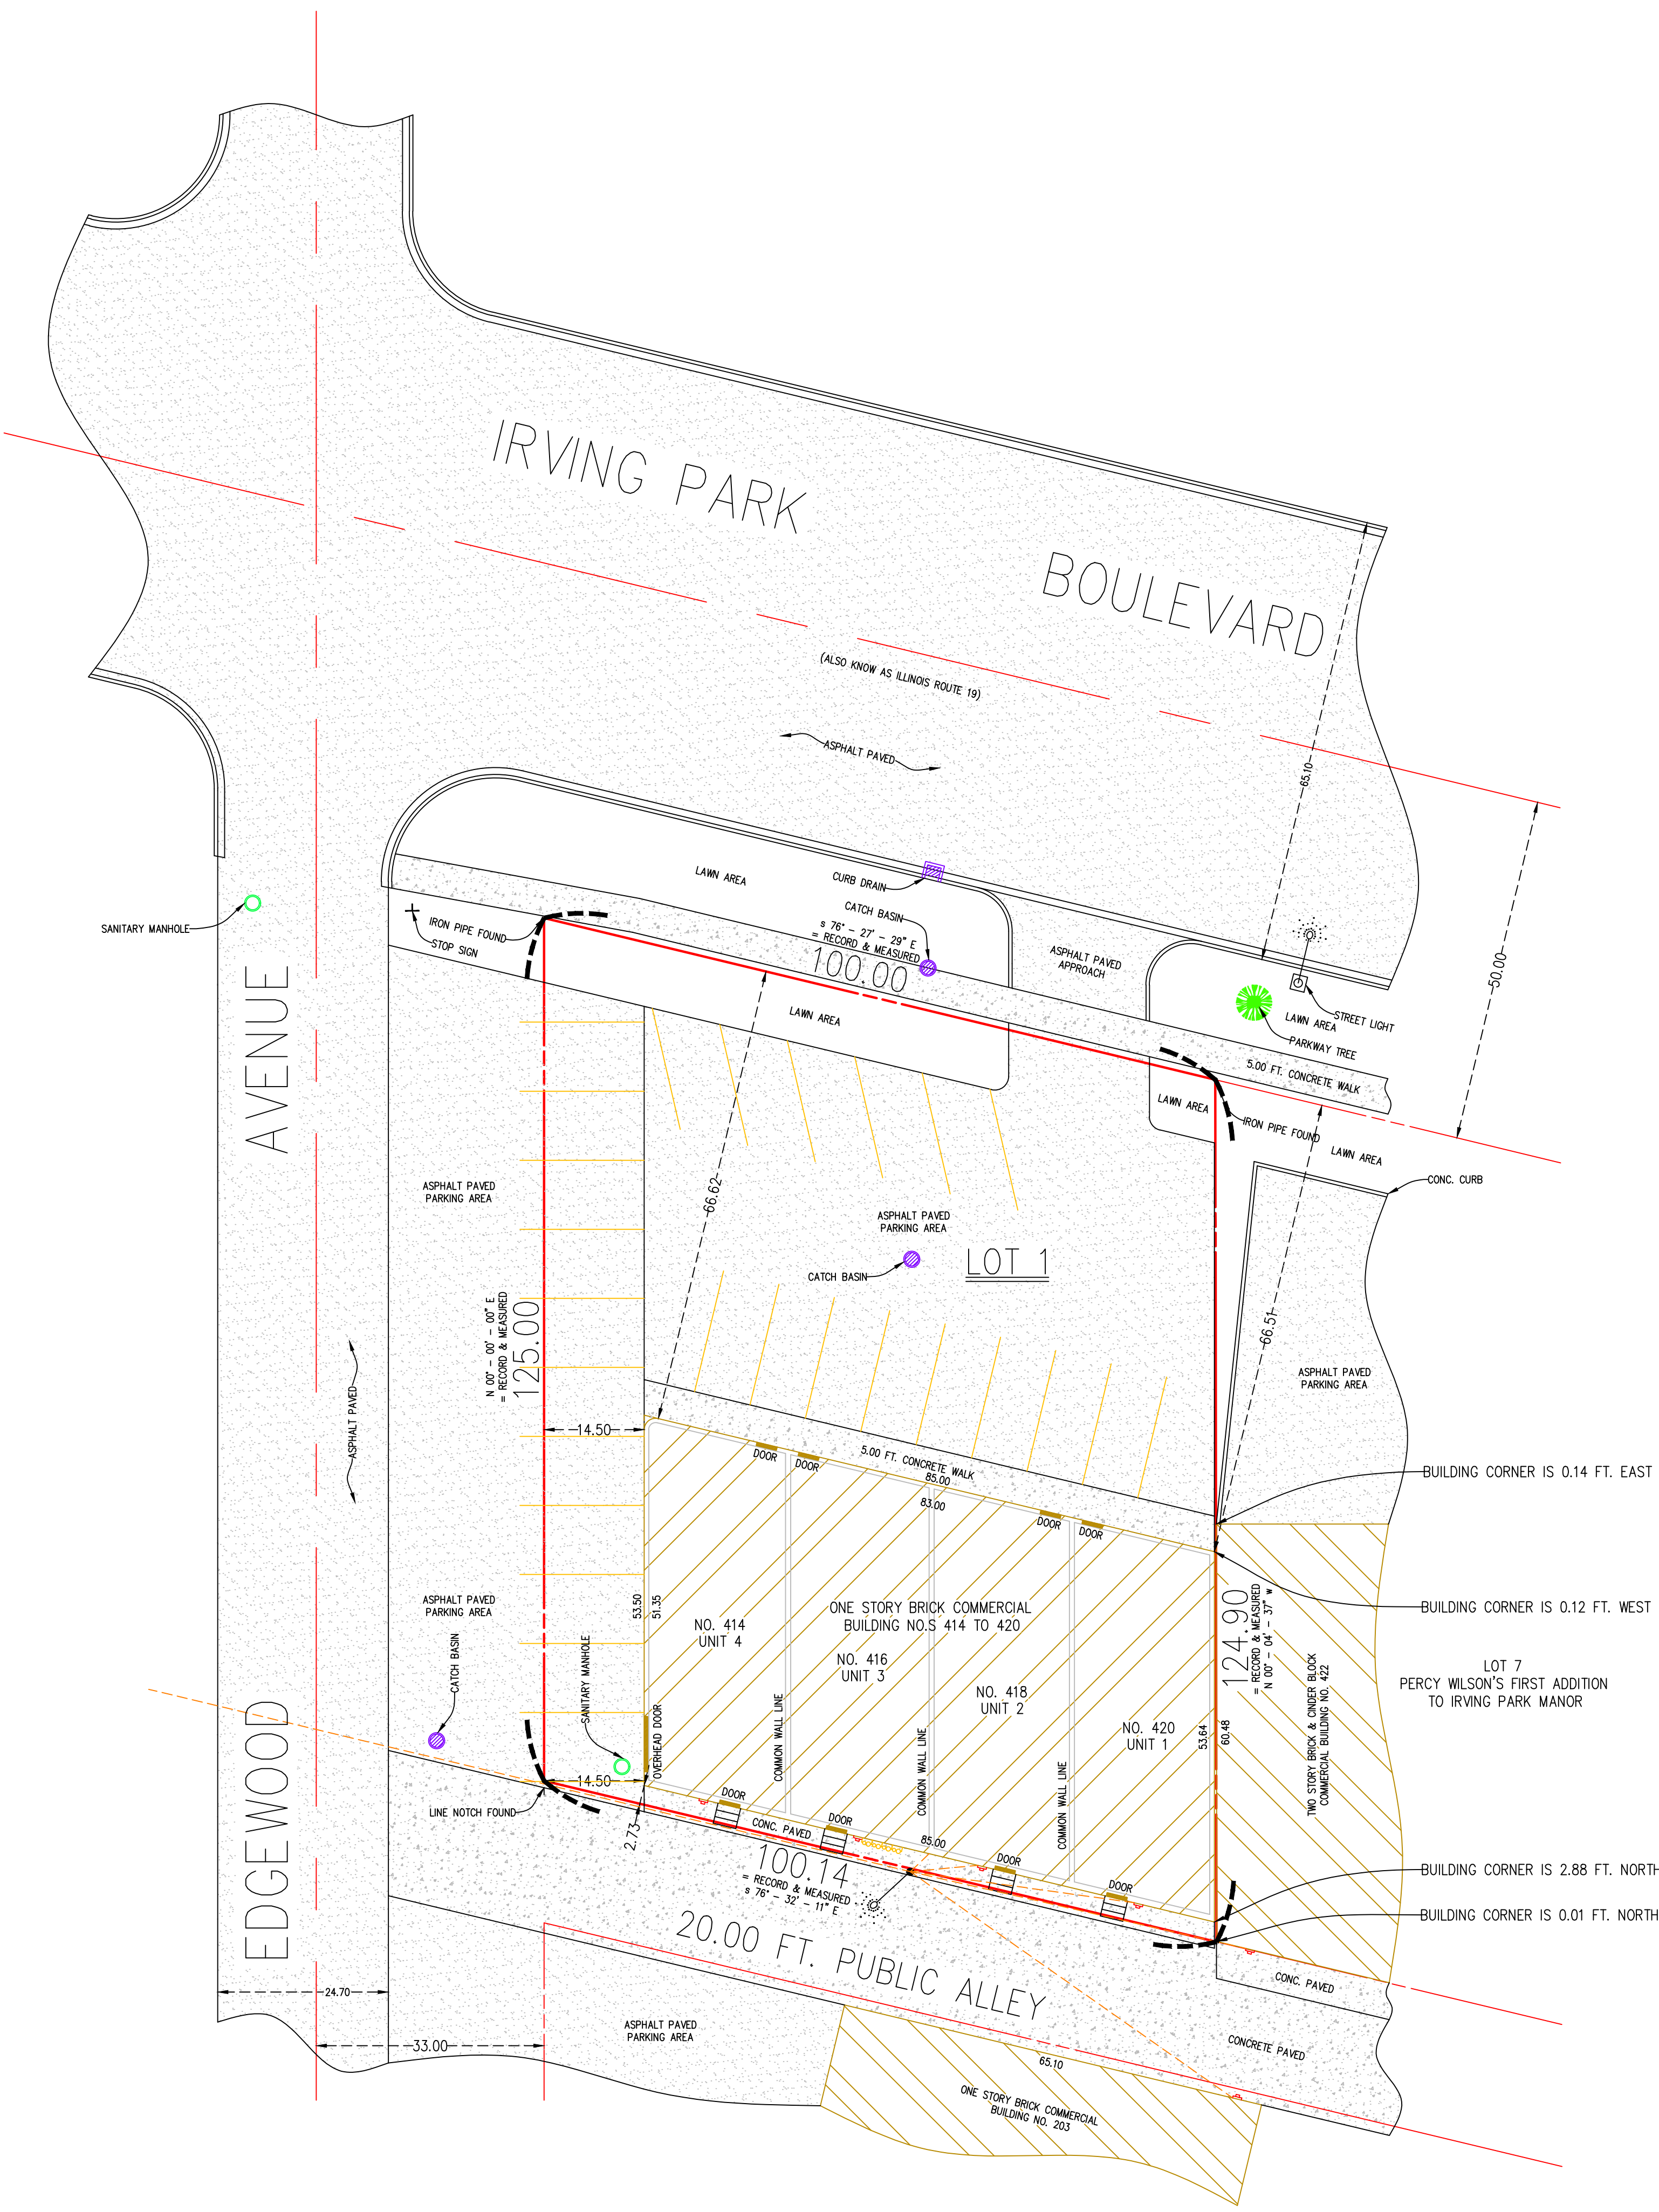 IRVING PARK
BOULEVARD
(ALSO KNOW AS ILLINOIS ROUTE 19)
ASPHALT PAVED
65.10
50.00
LAWN AREA
CURB DRAIN
CATCH BASIN
s 76° - 27' - 29" E
= RECORD & MEASURED
100.00
SANITARY MANHOLE
IRON PIPE FOUND
STOP SIGN
ASPHALT PAVED
APPROACH
LAWN AREA
STREET LIGHT
PARKWAY TREE
5.00 FT. CONCRETE WALK
LAWN AREA
LAWN AREA
IRON PIPE FOUND
LAWN AREA
CONC. CURB
AVENUE
ASPHALT PAVED
PARKING AREA
66.62
ASPHALT PAVED
PARKING AREA
LOT 1
CATCH BASIN
66.51
N 00° - 00' - 00" E
= RECORD & MEASURED
125.00
ASPHALT PAVED
ASPHALT PAVED
PARKING AREA
14.50
5.00 FT. CONCRETE WALK
85.00
83.00
DOOR
DOOR
DOOR
DOOR
BUILDING CORNER IS 0.14 FT. EAST
BUILDING CORNER IS 0.12 FT. WEST
53.50
51.35
ONE STORY BRICK COMMERCIAL
BUILDING NO.S 414 TO 420
NO. 414
UNIT 4
NO. 416
UNIT 3
NO. 418
UNIT 2
NO. 420
UNIT 1
124.90
= RECORD & MEASURED
N 00° - 04' - 37" w
53.64
60.48
TWO STORY BRICK & CINDER BLOCK
COMMERCIAL BUILDING NO. 422
LOT 7
PERCY WILSON'S FIRST ADDITION
TO IRVING PARK MANOR
ASPHALT PAVED
PARKING AREA
CATCH BASIN
SANITARY MANHOLE
OVERHEAD DOOR
COMMON WALL LINE
COMMON WALL LINE
COMMON WALL LINE
EDGEWOOD
14.50
LINE NOTCH FOUND
2.73
DOOR
CONC. PAVED
DOOR
85.00
DOOR
DOOR
100.14
= RECORD & MEASURED
s 76° - 32' - 11" E
BUILDING CORNER IS 2.88 FT. NORTH
BUILDING CORNER IS 0.01 FT. NORTH
20.00 FT. PUBLIC ALLEY
CONC. PAVED
24.70
33.00
ASPHALT PAVED
PARKING AREA
CONCRETE PAVED
65.10
ONE STORY BRICK COMMERCIAL
BUILDING NO. 203